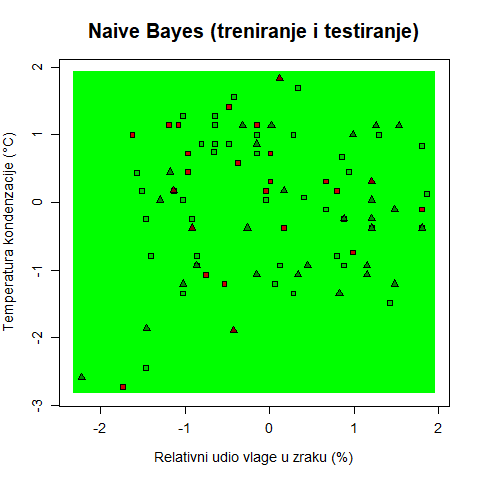 Naive Bayes (treniranje i testiranje)
Temperatura kondenzacije (°C)
2
1
0
-1
-2
-3
-2 -1 0 1 2
Relativni udio vlage u zraku (%)